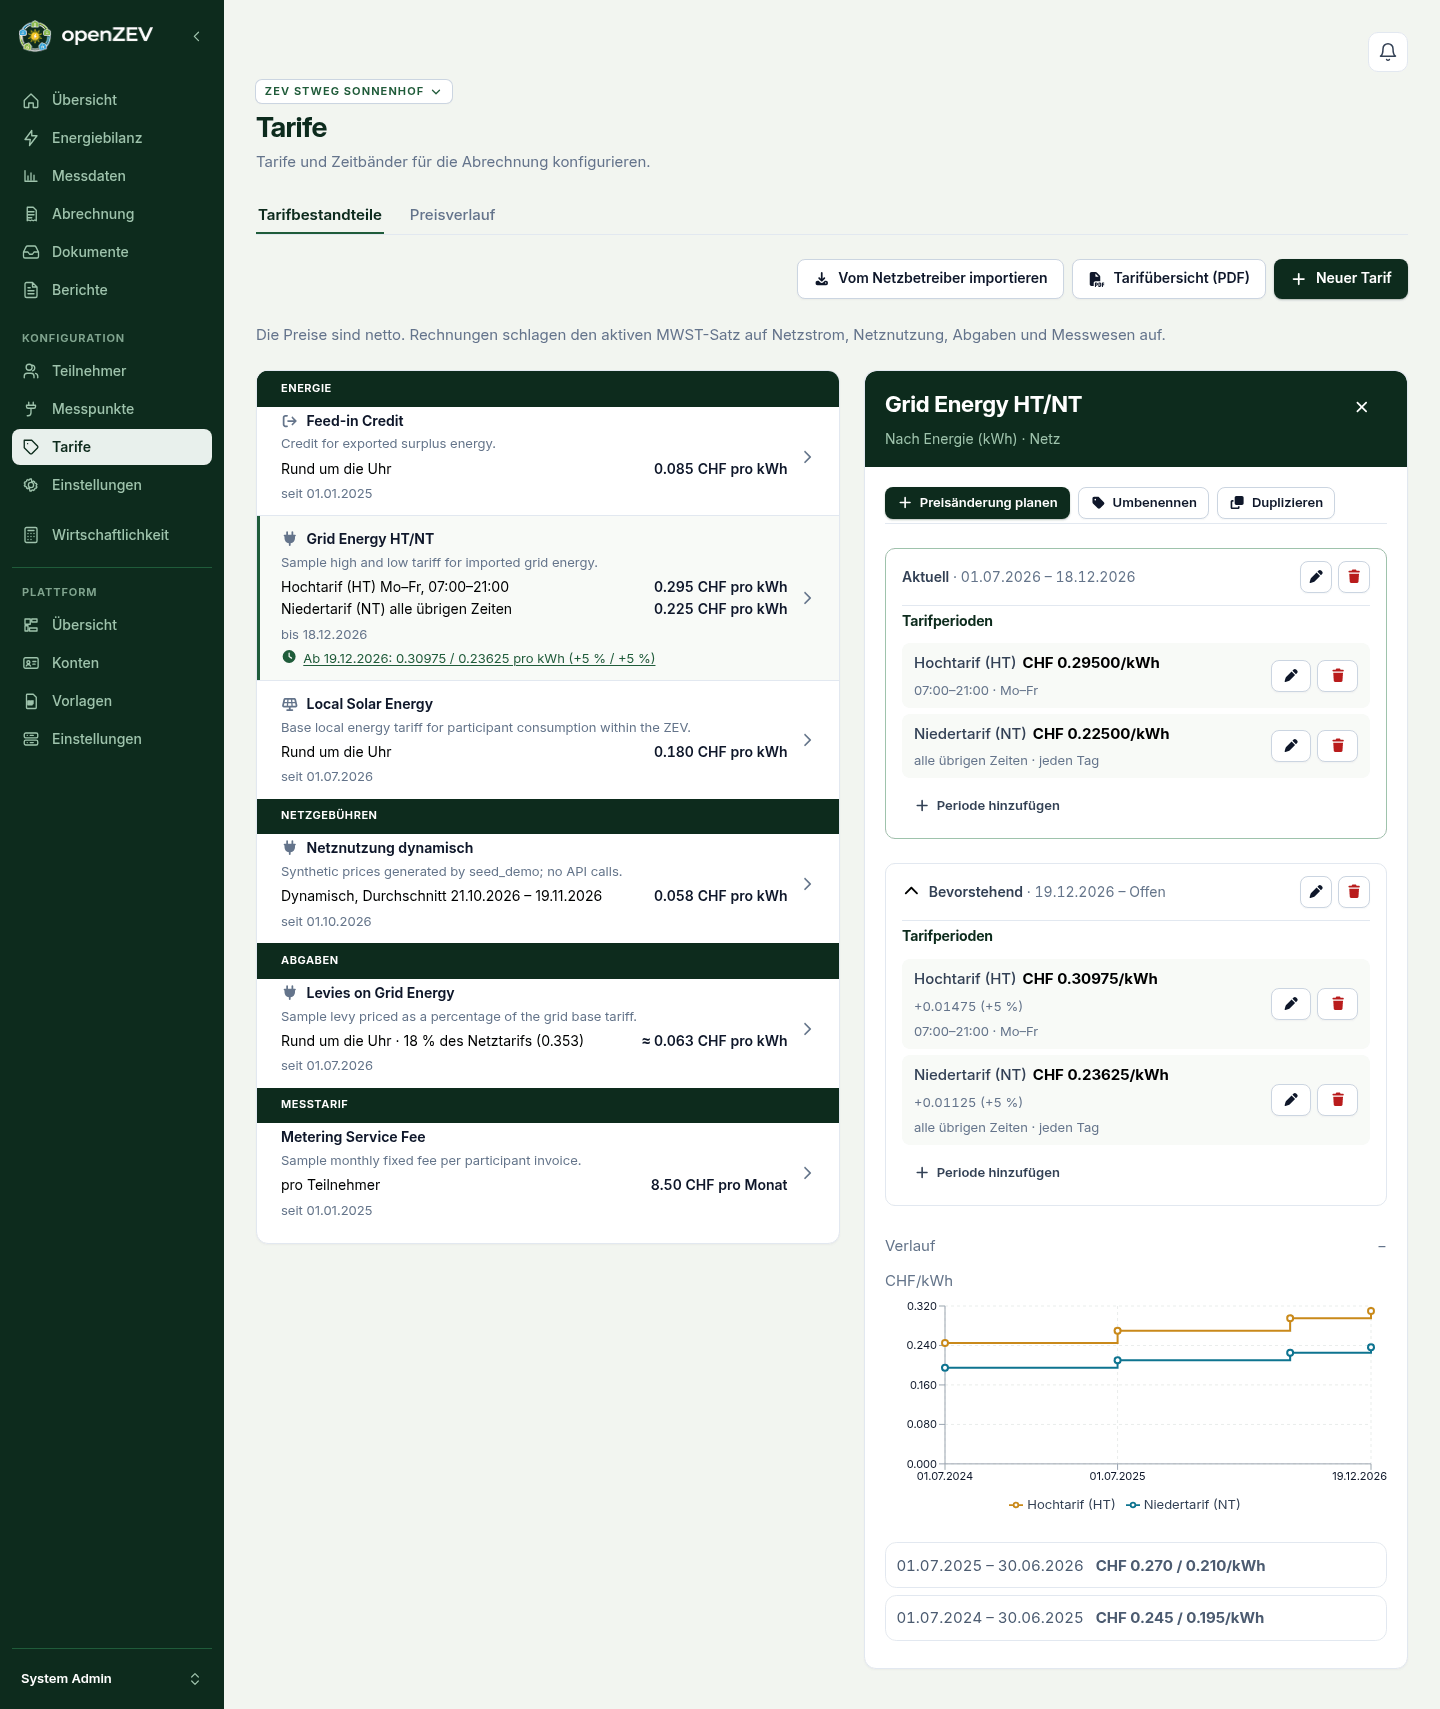 openZEV
Übersicht
Energiebilanz
Messdaten
Abrechnung
Dokumente
Berichte
KONFIGURATION
Teilnehmer
Messpunkte
Tarife
Einstellungen
Wirtschaftlichkeit
PLATTFORM
Übersicht
Konten
Vorlagen
Einstellungen
System Admin
ZEV STWEG SONNENHOF
Tarife
Tarife und Zeitbänder für die Abrechnung konfigurieren.
Tarifbestandteile Preisverlauf
Vom Netzbetreiber importieren Tarifübersicht (PDF) Neuer Tarif
Die Preise sind netto. Rechnungen schlagen den aktiven MWST-Satz auf Netzstrom, Netznutzung, Abgaben und Messwesen auf.
ENERGIE
Feed-in Credit
Credit for exported surplus energy.
Rund um die Uhr 0.085 CHF pro kWh
seit 01.01.2025
Grid Energy HT/NT
Sample high and low tariff for imported grid energy.
Hochtarif (HT) Mo–Fr, 07:00–21:00 0.295 CHF pro kWh
Niedertarif (NT) alle übrigen Zeiten 0.225 CHF pro kWh
bis 18.12.2026
Ab 19.12.2026: 0.30975 / 0.23625 pro kWh (+5 % / +5 %)
Local Solar Energy
Base local energy tariff for participant consumption within the ZEV.
Rund um die Uhr 0.180 CHF pro kWh
seit 01.07.2026
NETZGEBÜHREN
Netznutzung dynamisch
Synthetic prices generated by seed_demo; no API calls.
Dynamisch, Durchschnitt 21.10.2026 – 19.11.2026 0.058 CHF pro kWh
seit 01.10.2026
ABGABEN
Levies on Grid Energy
Sample levy priced as a percentage of the grid base tariff.
Rund um die Uhr · 18 % des Netztarifs (0.353) ≈ 0.063 CHF pro kWh
seit 01.07.2026
MESSTARIF
Metering Service Fee
Sample monthly fixed fee per participant invoice.
pro Teilnehmer 8.50 CHF pro Monat
seit 01.01.2025
Grid Energy HT/NT
Nach Energie (kWh) · Netz
Preisänderung planen Umbenennen Duplizieren
Aktuell · 01.07.2026 – 18.12.2026
Tarifperioden
Hochtarif (HT) CHF 0.29500/kWh
07:00–21:00 · Mo–Fr
Niedertarif (NT) CHF 0.22500/kWh
alle übrigen Zeiten · jeden Tag
Periode hinzufügen
Bevorstehend · 19.12.2026 – Offen
Tarifperioden
Hochtarif (HT) CHF 0.30975/kWh
+0.01475 (+5 %)
07:00–21:00 · Mo–Fr
Niedertarif (NT) CHF 0.23625/kWh
+0.01125 (+5 %)
alle übrigen Zeiten · jeden Tag
Periode hinzufügen
Verlauf –
CHF/kWh
0.320
0.240
0.160
0.080
0.000
01.07.2024 01.07.2025 19.12.2026
Hochtarif (HT) Niedertarif (NT)
01.07.2025 – 30.06.2026 CHF 0.270 / 0.210/kWh
01.07.2024 – 30.06.2025 CHF 0.245 / 0.195/kWh